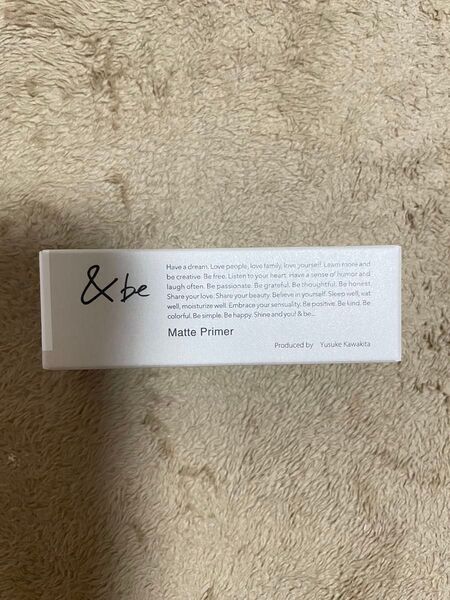 &be
Have a dream. Love people, love family, love yourself. Learn more and
be creative. Be free. Listen to your heart. Have a sense of humor and
laugh often. Be passionate. Be grateful. Be thoughtful. Be honest.
Share your love. Share your beauty. Believe in yourself. Sleep well, eat
well, moisturize well. Embrace your sensuality. Be positive. Be kind. Be
colorful. Be simple. Be happy. Shine and you! & be...
Matte Primer
Produced by Yusuke Kawakita